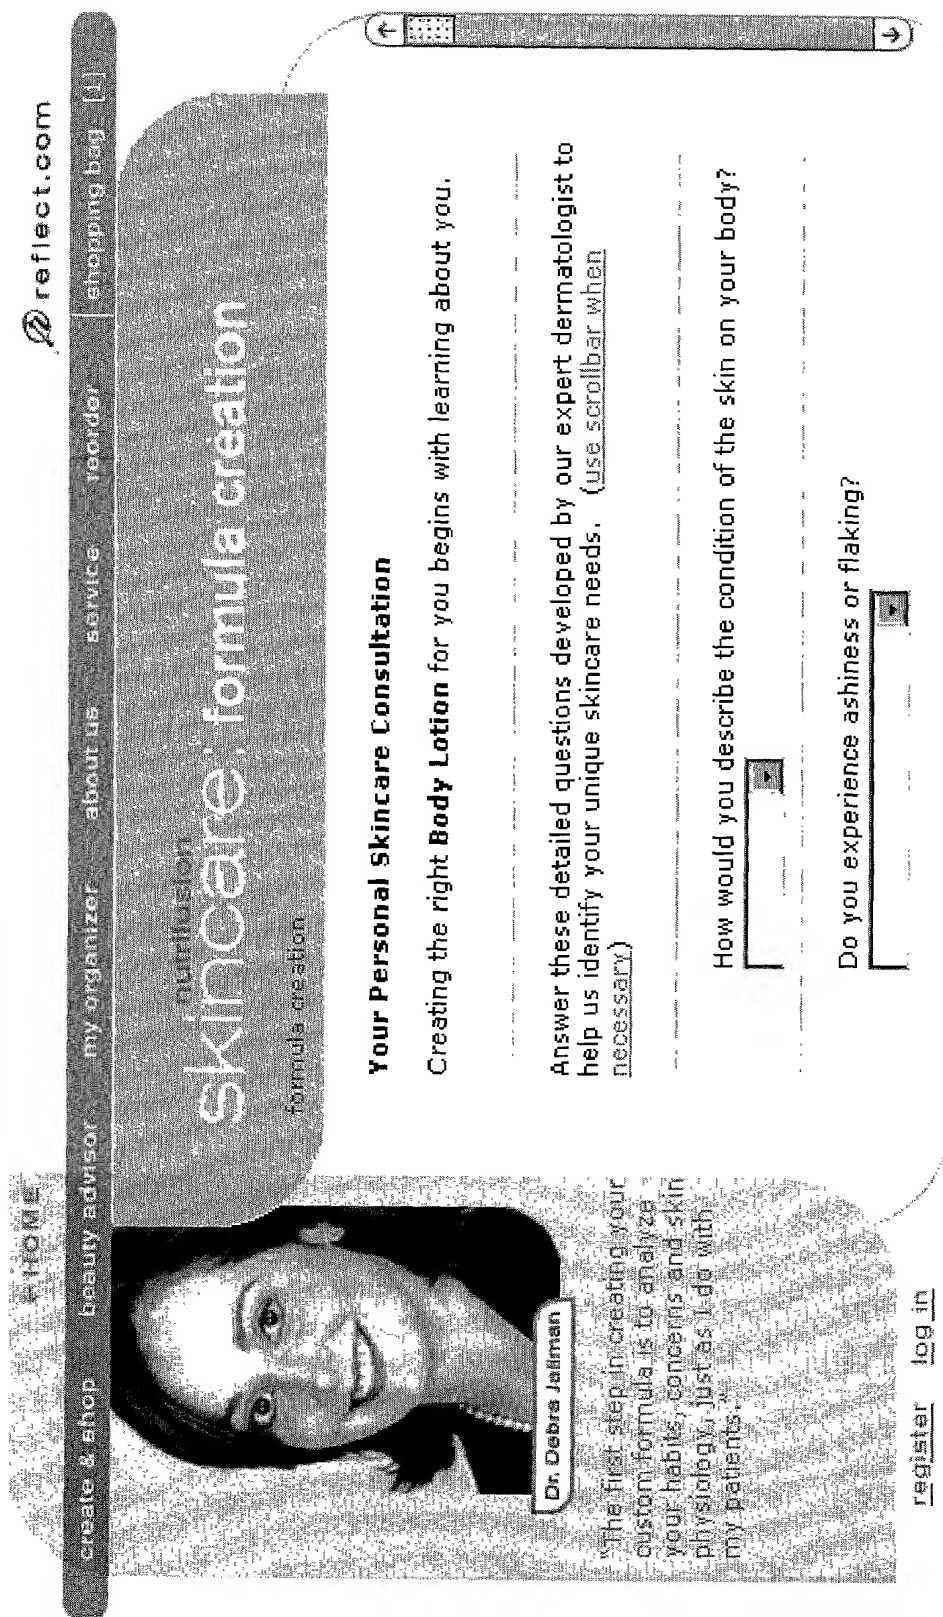 HOME
reflect.com
create & shop beauty advisor my organizer about us service reorder shopping bag [1]
nutrifusion
skincare: formula creation
formula creation
Dr. Debra Jaliman
"The first step in creating your
custom formula is to analyze
your habits, concerns and skin
physiology, just as I do with
my patients."
register log in
Your Personal Skincare Consultation
Creating the right Body Lotion for you begins with learning about you.
Answer these detailed questions developed by our expert dermatologist to
help us identify your unique skincare needs. (use scrollbar when
necessary)
How would you describe the condition of the skin on your body?
Do you experience ashiness or flaking?